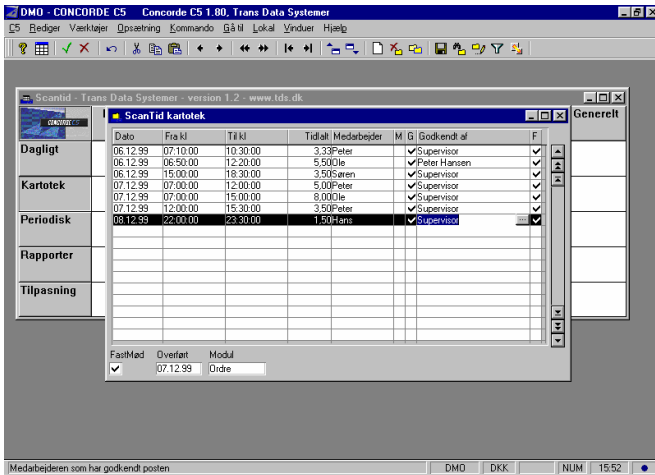 DMO - CONCORDE C5 Concorde C5 1.80, Trans Data Systemer
C5 Rediger Værktøjer Opsætning Kommando Gå til Lokal Vinduer Hjælp
Scantid - Trans Data Systemer - version 1.2 - www.tds.dk
CONCORDE C5
Generelt
Dagligt
Kartotek
Periodisk
Rapporter
Tilpasning
ScanTid kartotek
Dato Fra kl Til kl Tidialt Medarbejder M G Godkendt af F
06.12.99 07:10:00 10:30:00 3,33 Peter Supervisor
06.12.99 06:50:00 12:20:00 5,50 Ole Peter Hansen
06.12.99 15:00:00 18:30:00 3,50 Søren Supervisor
07.12.99 07:00:00 12:00:00 5,00 Peter Supervisor
07.12.99 07:00:00 15:00:00 8,00 Ole Supervisor
07.12.99 12:00:00 15:30:00 3,50 Peter Supervisor
08.12.99 22:00:00 23:30:00 1,50 Hans Supervisor
FastMød Overført Modul
07.12.99 Ordre
Medarbejderen som har godkendt posten DMO DKK NUM 15:52